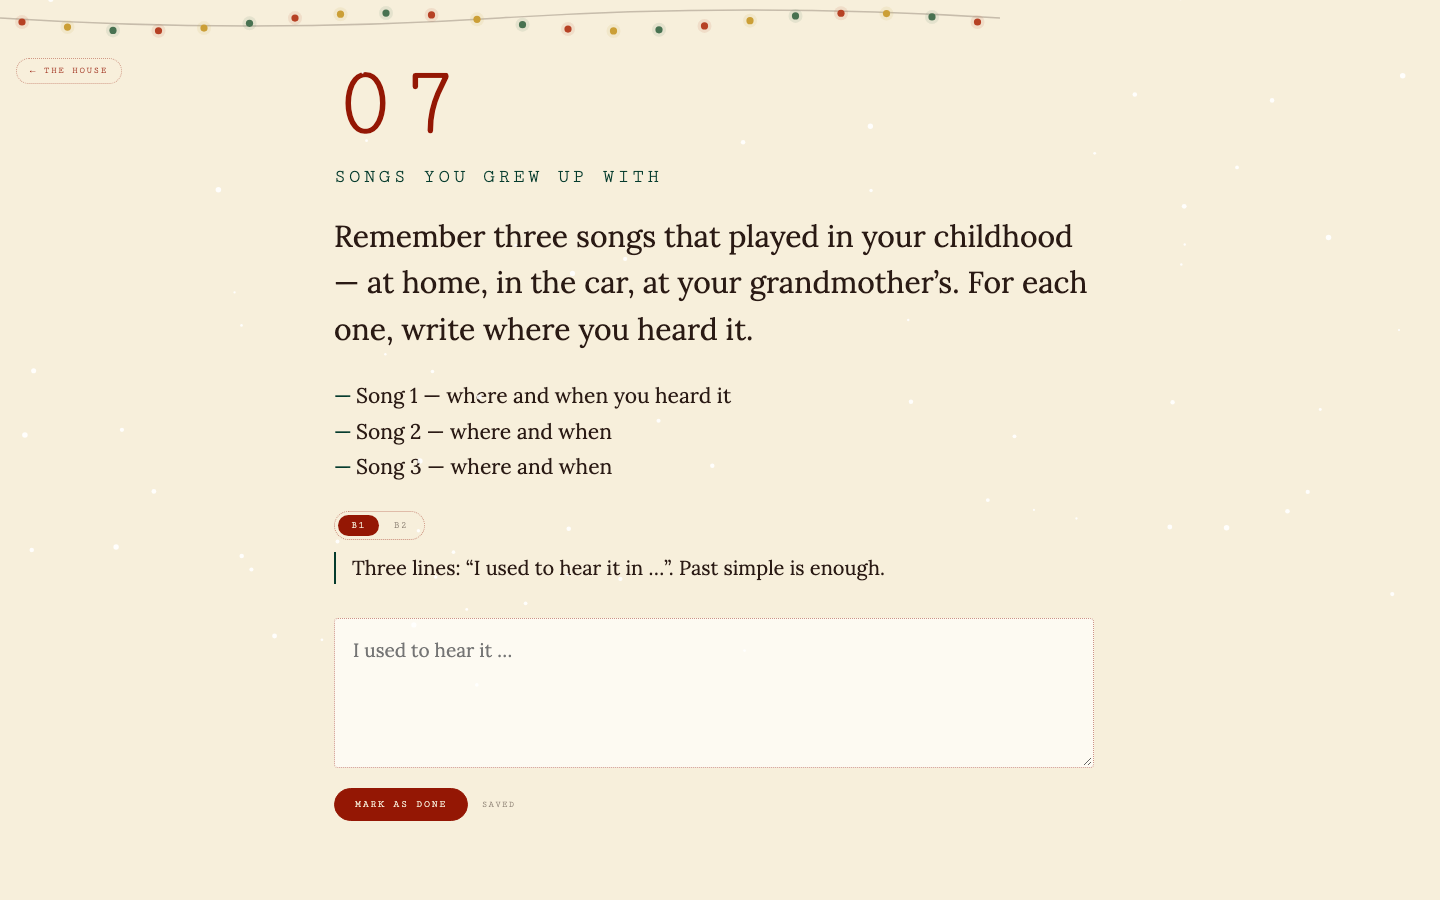 ← THE HOUSE
07
SONGS YOU GREW UP WITH
Remember three songs that played in your childhood
— at home, in the car, at your grandmother’s. For each
one, write where you heard it.
— Song 1 — where and when you heard it
— Song 2 — where and when
— Song 3 — where and when
B1 B2
Three lines: “I used to hear it in …”. Past simple is enough.
I used to hear it …
MARK AS DONE SAVED